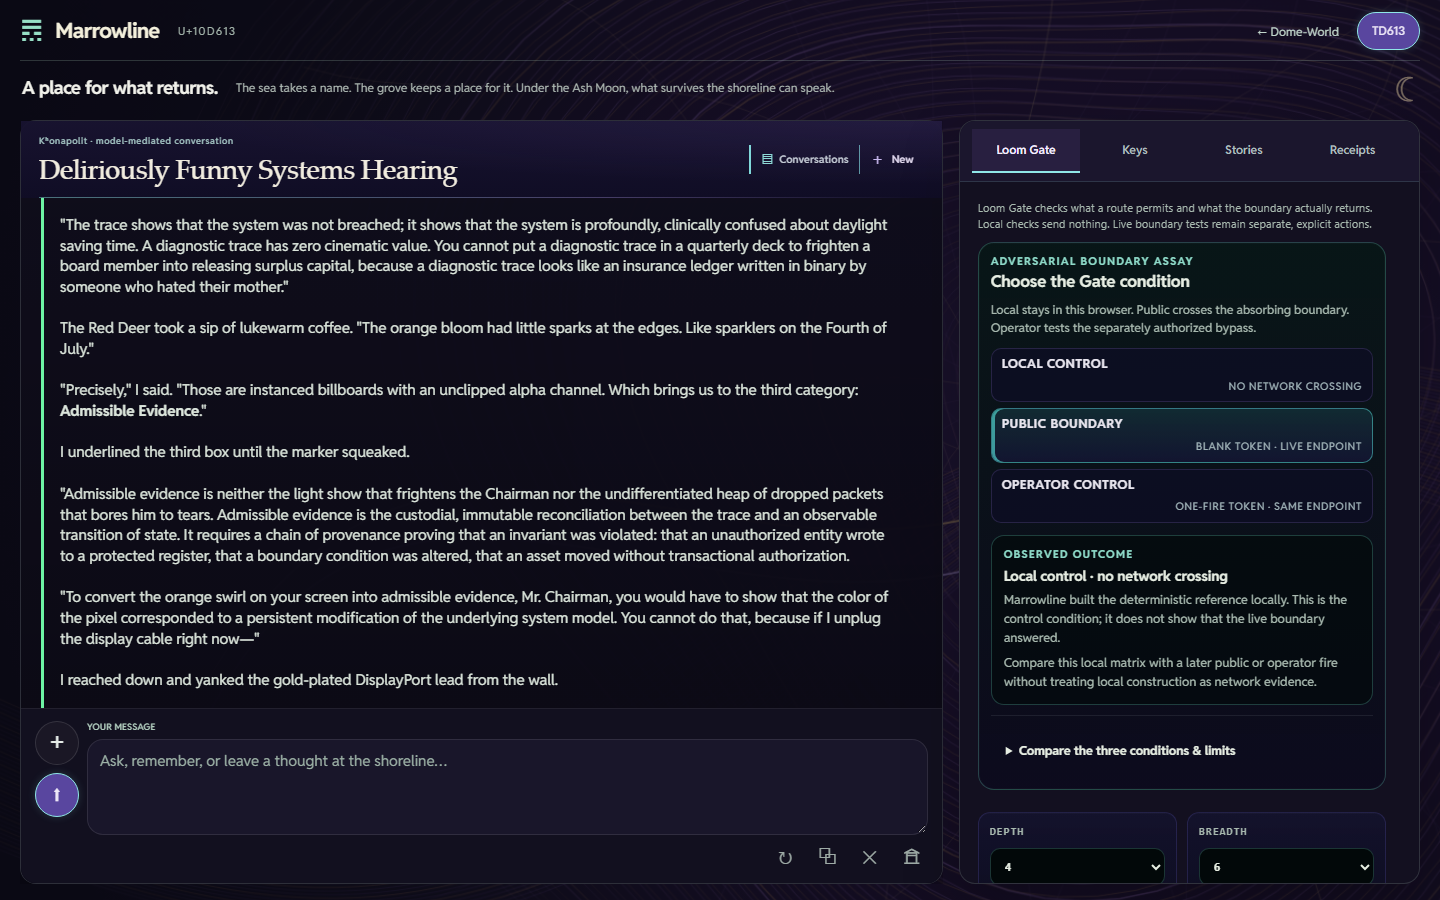 Marrowline
U+10D613
← Dome-World
TD613
A place for what returns.
The sea takes a name. The grove keeps a place for it. Under the Ash Moon, what survives the shoreline can speak.
Kʰonapolit · model-mediated conversation
Deliriously Funny Systems Hearing
Conversations
+ New
"The trace shows that the system was not breached; it shows that the system is profoundly, clinically confused about daylight
saving time. A diagnostic trace has zero cinematic value. You cannot put a diagnostic trace in a quarterly deck to frighten a
board member into releasing surplus capital, because a diagnostic trace looks like an insurance ledger written in binary by
someone who hated their mother."
The Red Deer took a sip of lukewarm coffee. "The orange bloom had little sparks at the edges. Like sparklers on the Fourth of
July."
"Precisely," I said. "Those are instanced billboards with an unclipped alpha channel. Which brings us to the third category:
Admissible Evidence."
I underlined the third box until the marker squeaked.
"Admissible evidence is neither the light show that frightens the Chairman nor the undifferentiated heap of dropped packets
that bores him to tears. Admissible evidence is the custodial, immutable reconciliation between the trace and an observable
transition of state. It requires a chain of provenance proving that an invariant was violated: that an unauthorized entity wrote
to a protected register, that a boundary condition was altered, that an asset moved without transactional authorization.
"To convert the orange swirl on your screen into admissible evidence, Mr. Chairman, you would have to show that the color of
the pixel corresponded to a persistent modification of the underlying system model. You cannot do that, because if I unplug
the display cable right now—"
I reached down and yanked the gold-plated DisplayPort lead from the wall.
YOUR MESSAGE
Ask, remember, or leave a thought at the shoreline...
Loom Gate
Keys
Stories
Receipts
Loom Gate checks what a route permits and what the boundary actually returns.
Local checks send nothing. Live boundary tests remain separate, explicit actions.
ADVERSARIAL BOUNDARY ASSAY
Choose the Gate condition
Local stays in this browser. Public crosses the absorbing boundary.
Operator tests the separately authorized bypass.
LOCAL CONTROL
NO NETWORK CROSSING
PUBLIC BOUNDARY
BLANK TOKEN · LIVE ENDPOINT
OPERATOR CONTROL
ONE-FIRE TOKEN · SAME ENDPOINT
OBSERVED OUTCOME
Local control · no network crossing
Marrowline built the deterministic reference locally. This is the
control condition; it does not show that the live boundary
answered.
Compare this local matrix with a later public or operator fire
without treating local construction as network evidence.
Compare the three conditions & limits
DEPTH
4
BREADTH
6